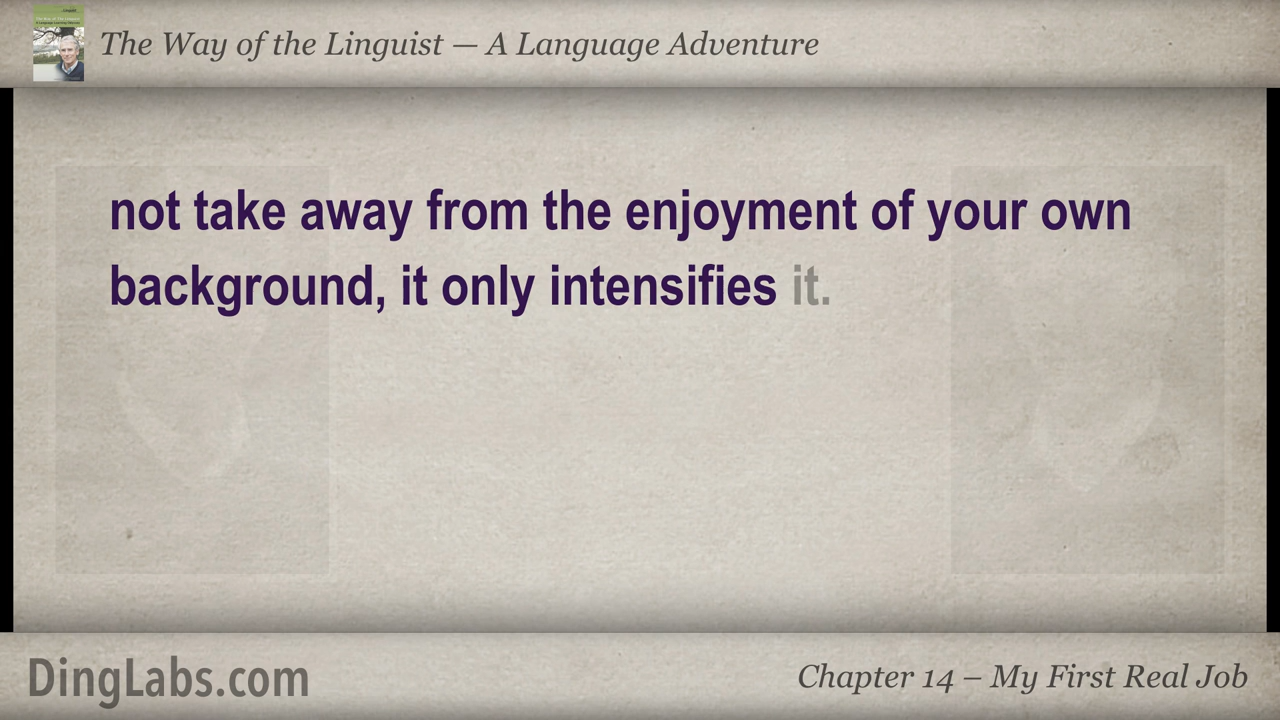 The Way of the Linguist — A Language Adventure
not take away from the enjoyment of your own
background, it only intensifies it.
DingLabs.com
Chapter 14 – My First Real Job